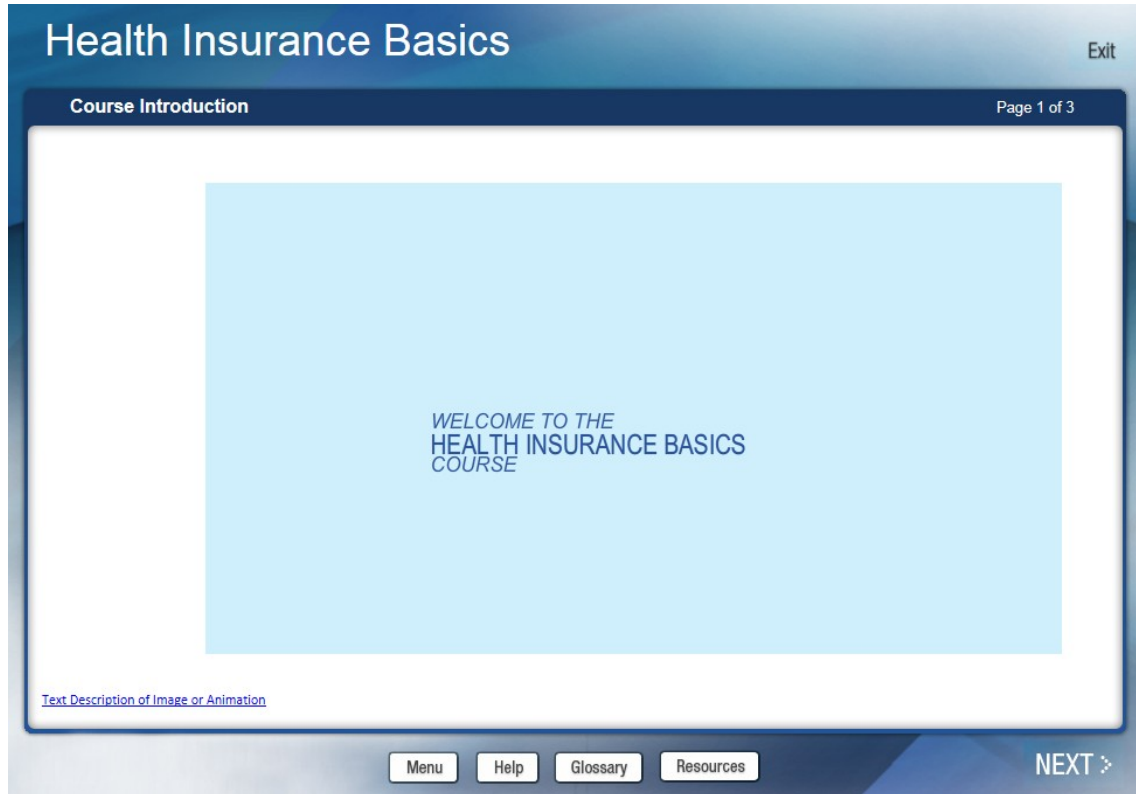 Health Insurance Basics
Exit
Course Introduction
Page 1 of 3
WELCOME TO THE
HEALTH INSURANCE BASICS
COURSE
Text Description of Image or Animation
Menu
Help
Glossary
Resources
NEXT >